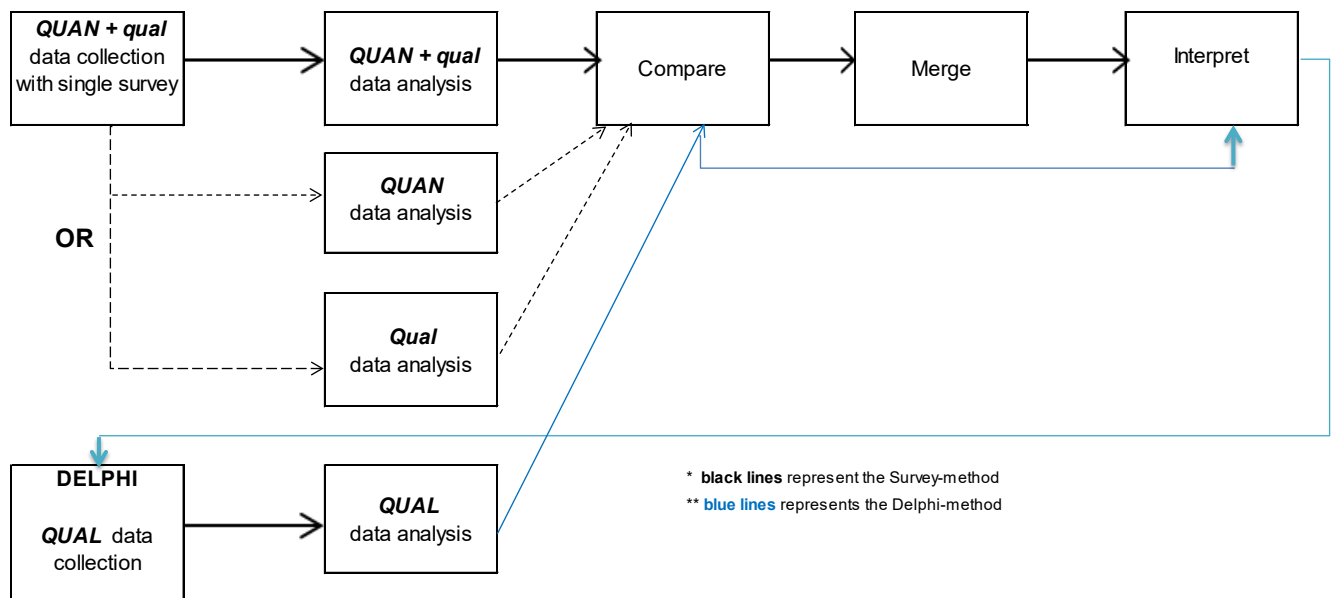 QUAN + qual
data collection
with single survey
QUAN + qual
data analysis
Compare
Merge
Interpret
QUAN
data analysis
OR
Qual
data analysis
DELPHI
QUAL data
collection
QUAL
data analysis
* black lines represent the Survey-method
** blue lines represents the Delphi-method